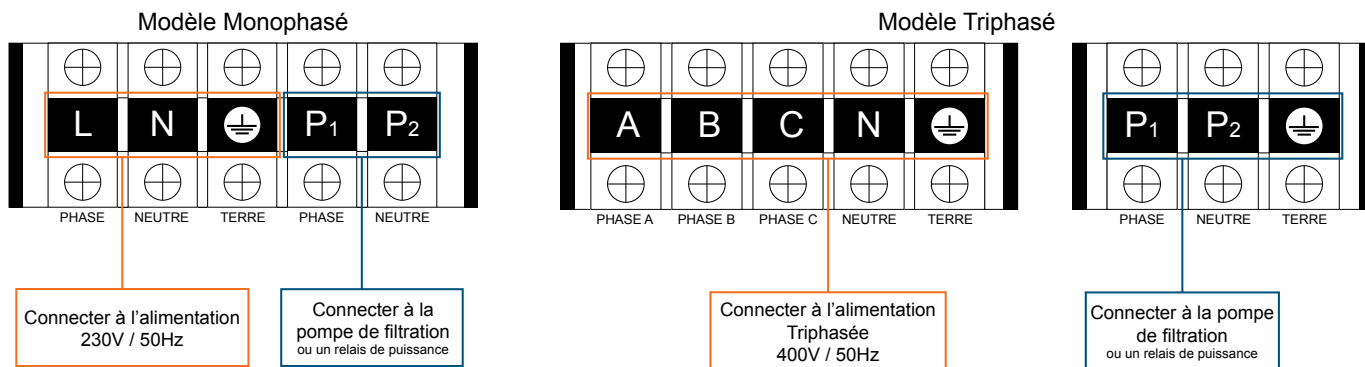 Modèle Monophasé
L N P1 P2
PHASE NEUTRE TERRE PHASE NEUTRE
Connecter à l’alimentation
230V / 50Hz
Connecter à la
pompe de filtration
ou un relais de puissance
Modèle Triphasé
A B C N
PHASE A PHASE B PHASE C NEUTRE TERRE
Connecter à l’alimentation
Triphasée
400V / 50Hz
P1 P2
PHASE NEUTRE TERRE
Connecter à la pompe
de filtration
ou un relais de puissance